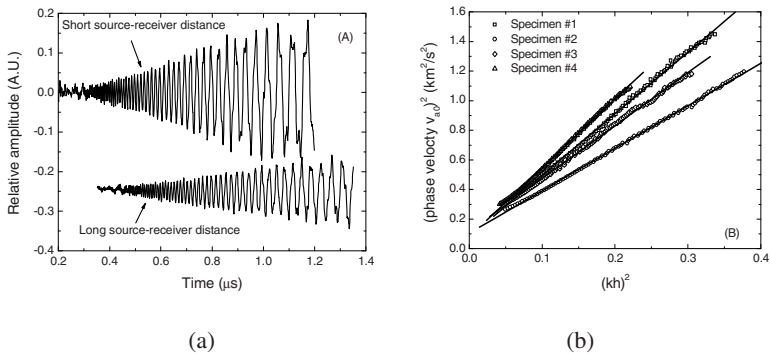 0.2
(A)
Short source-receiver distance
0.1
0.0
-0.1
-0.2
-0.3
-0.4
Long source-receiver distance
Relative amplitude (A.U.)
0.2 0.4 0.6 0.8 1.0 1.2 1.4
Time (μs)
(a)
1.6
1.4
1.2
1.0
0.8
0.6
0.4
0.2
0.0
Specimen #1
Specimen #2
Specimen #3
Specimen #4
(phase velocty v_a0)² (km²/s²)
(B)
0.0 0.1 0.2 0.3 0.4
(kh)²
(b)